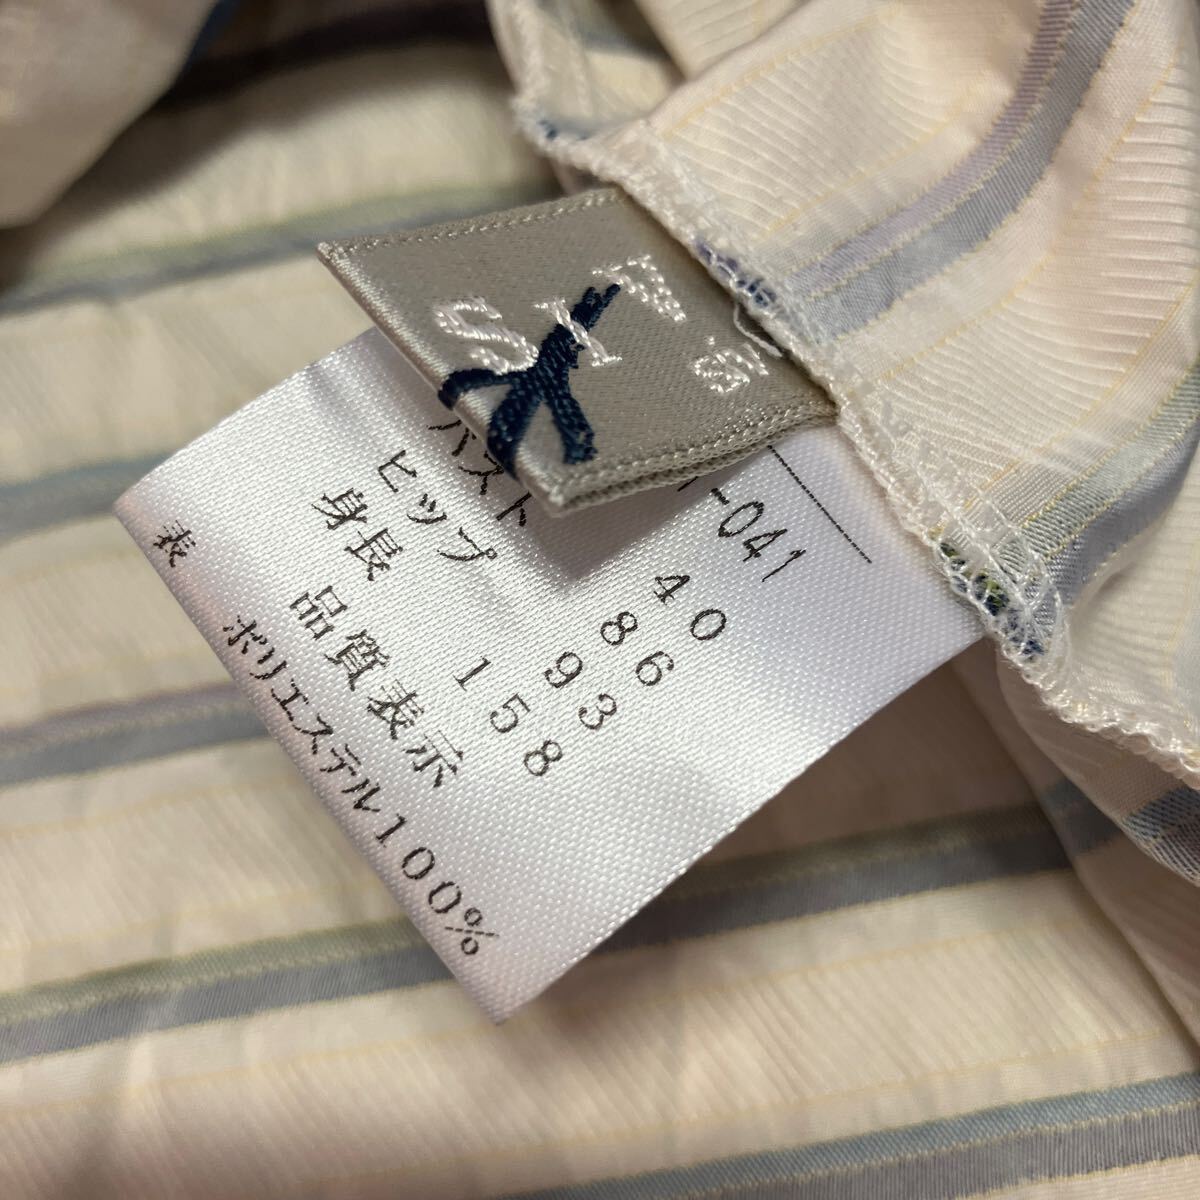 SIR
-041
40
バスト 86
ヒップ 93
身長 158
品質表示
表
ポリエステル100%